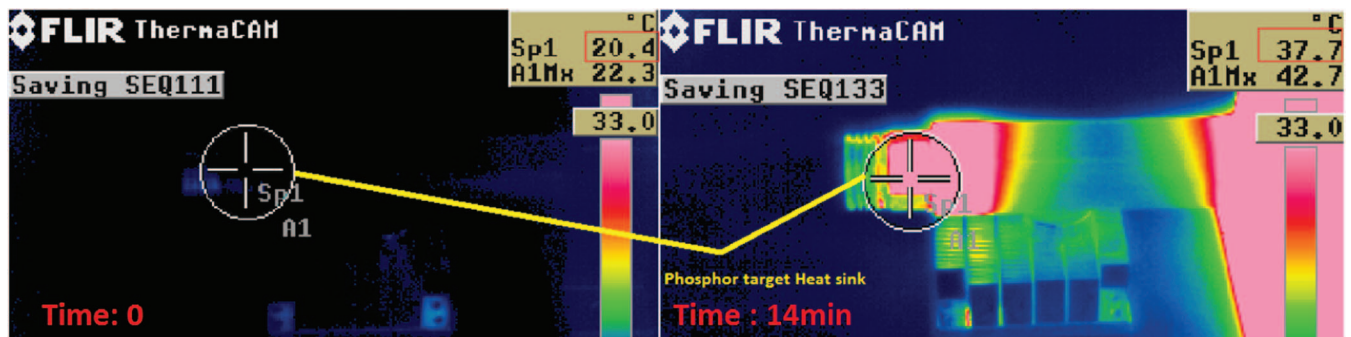 FLIR ThermaCAM
°C
Sp1 20.4
A1Mx 22.3
Saving SEQ111
33.0
Sp1
A1
Time: 0
FLIR ThermaCAM
°C
Sp1 37.7
A1Mx 42.7
Saving SEQ133
33.0
Sp1
A1
Phosphor target Heat sink
Time : 14min